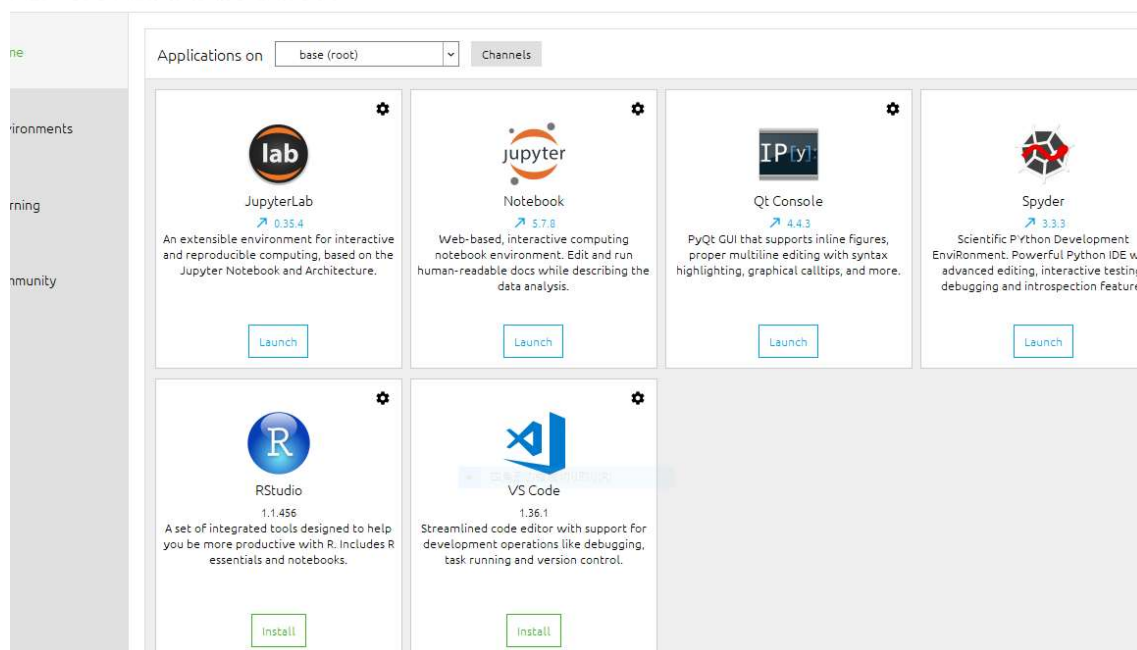 Applications on base (root) Channels
ironments
rning
lab
JupyterLab
0.35.4
An extensible environment for interactive
and reproducible computing, based on the
Jupyter Notebook and Architecture.
Launch
jupyter
Notebook
5.7.8
Web-based, interactive computing
notebook environment. Edit and run
human-readable docs while describing the
data analysis.
Launch
IP[y]:
Qt Console
4.4.3
PyQt GUI that supports inline figures,
proper multiline editing with syntax
highlighting, graphical calltips, and more.
Launch
Spyder
3.3.3
Scientific PYthon Development
EnviRonment. Powerful Python IDE w
advanced editing, interactive testing
debugging and introspection feature
Launch
R
RStudio
1.1.456
A set of integrated tools designed to help
you be more productive with R. Includes R
essentials and notebooks.
Install
VS Code
1.36.1
Streamlined code editor with support for
development operations like debugging,
task running and version control.
Install